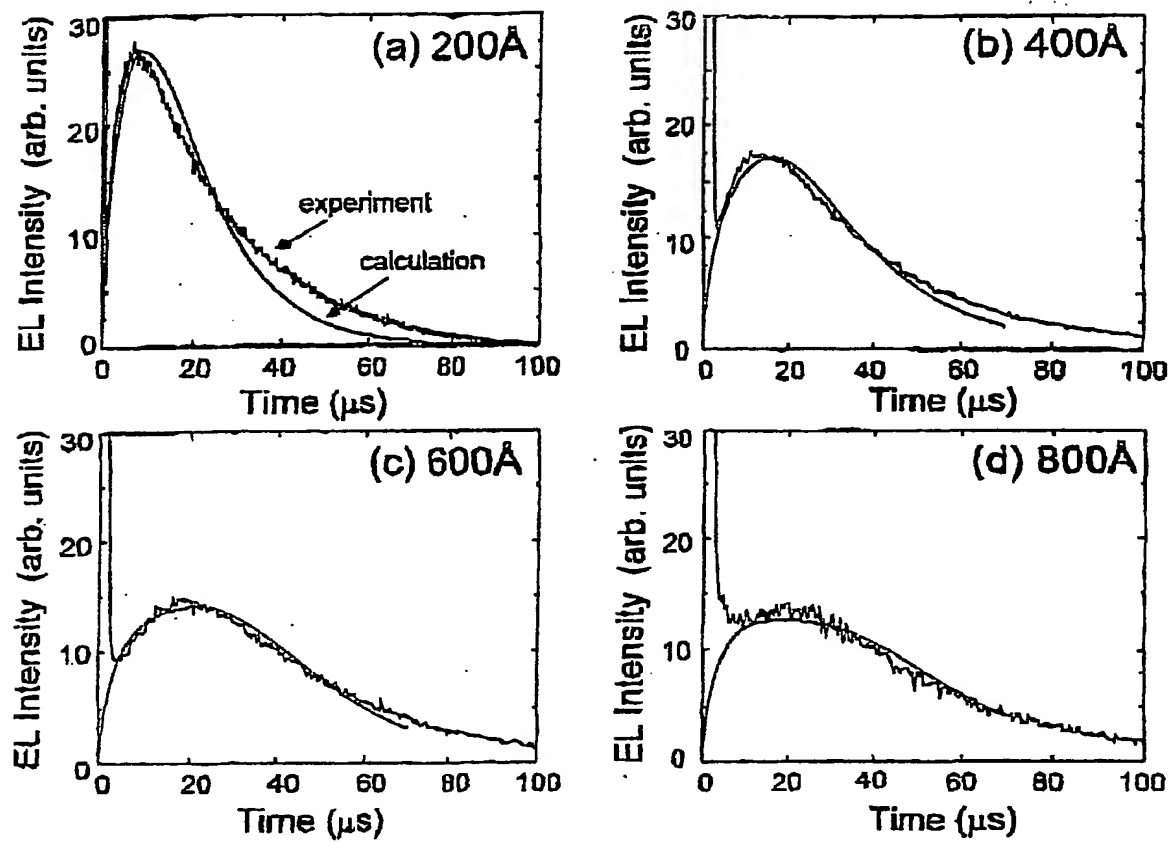 (a) 200Å
EL Intensity (arb. units)
30
20
10
0
experiment
calculation
0 20 40 60 80 100
Time (μs)
(b) 400Å
EL Intensity (arb. units)
30
20
10
0
0 20 40 60 80 100
Time (μs)
(c) 600Å
EL Intensity (arb. units)
30
20
10
0
0 20 40 60 80 100
Time (μs)
(d) 800Å
EL Intensity (arb. units)
30
20
10
0
0 20 40 60 80 100
Time (μs)